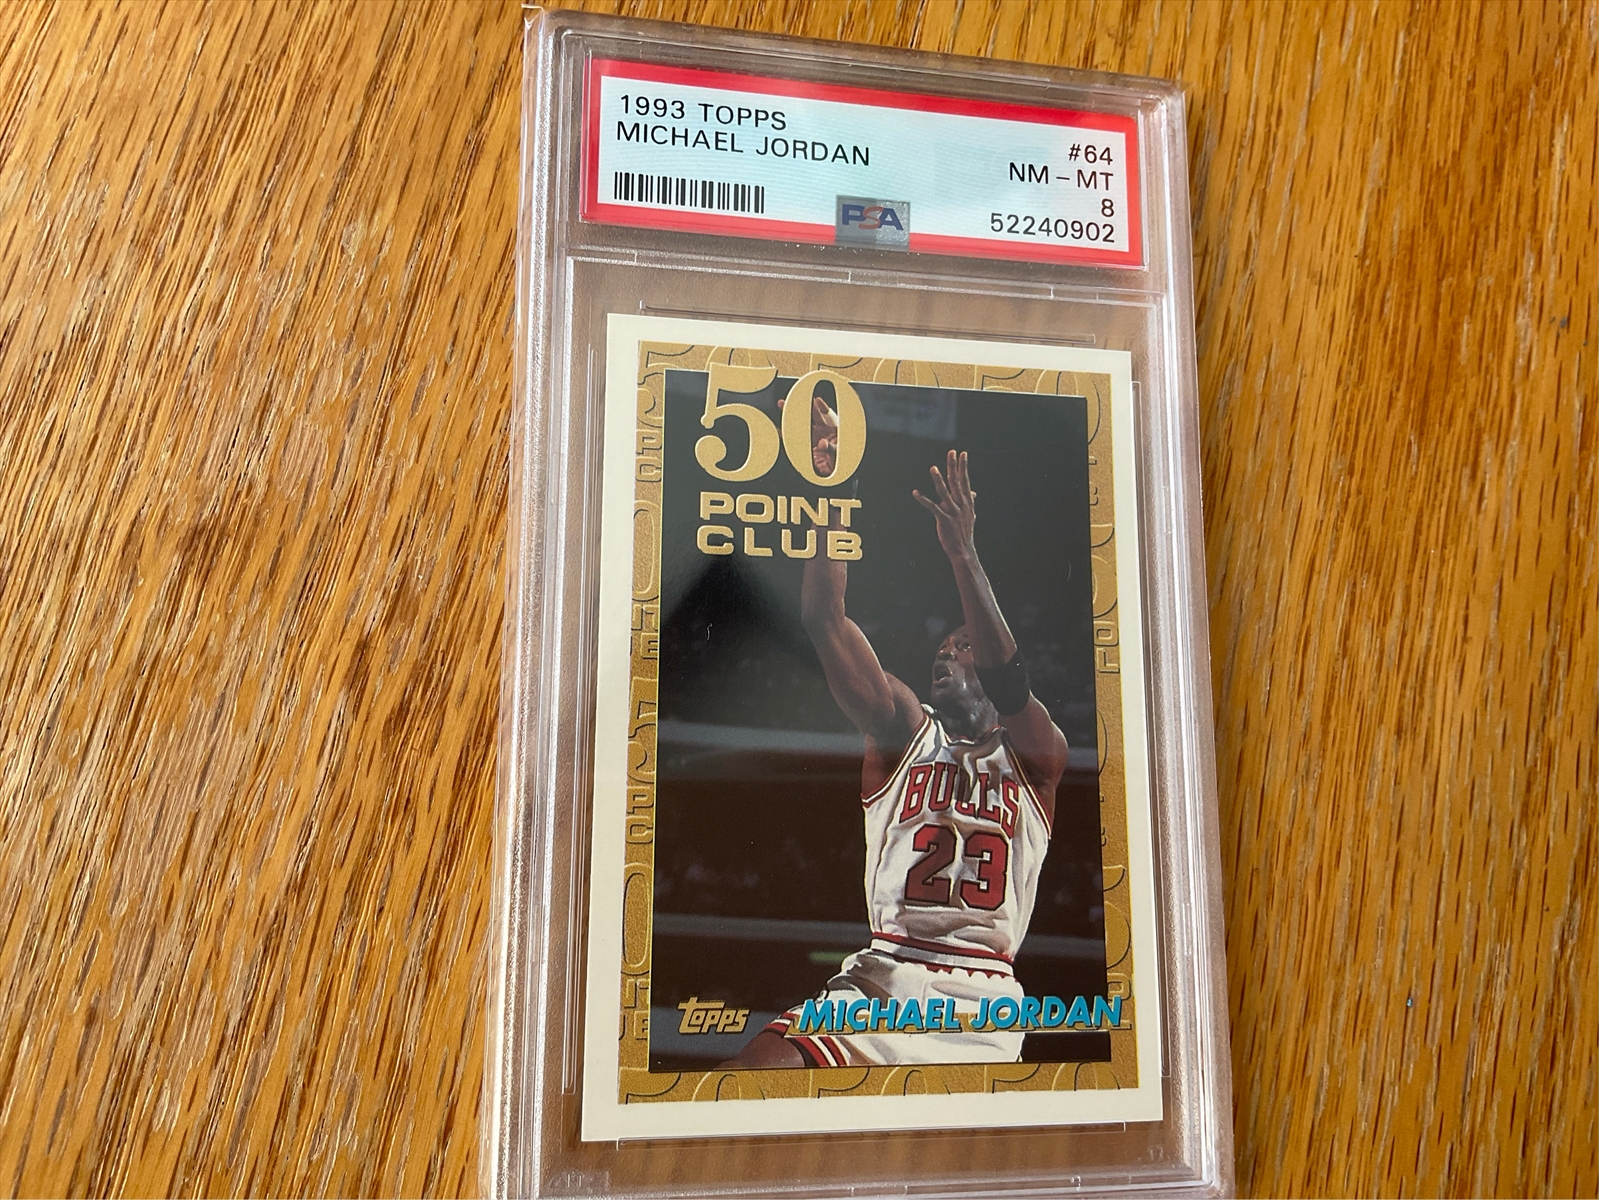 1993 TOPPS
MICHAEL JORDAN
#64
NM - MT
8
52240902
PSA
50
POINT
CLUB
BULLS
23
TOPPS
MICHAEL JORDAN